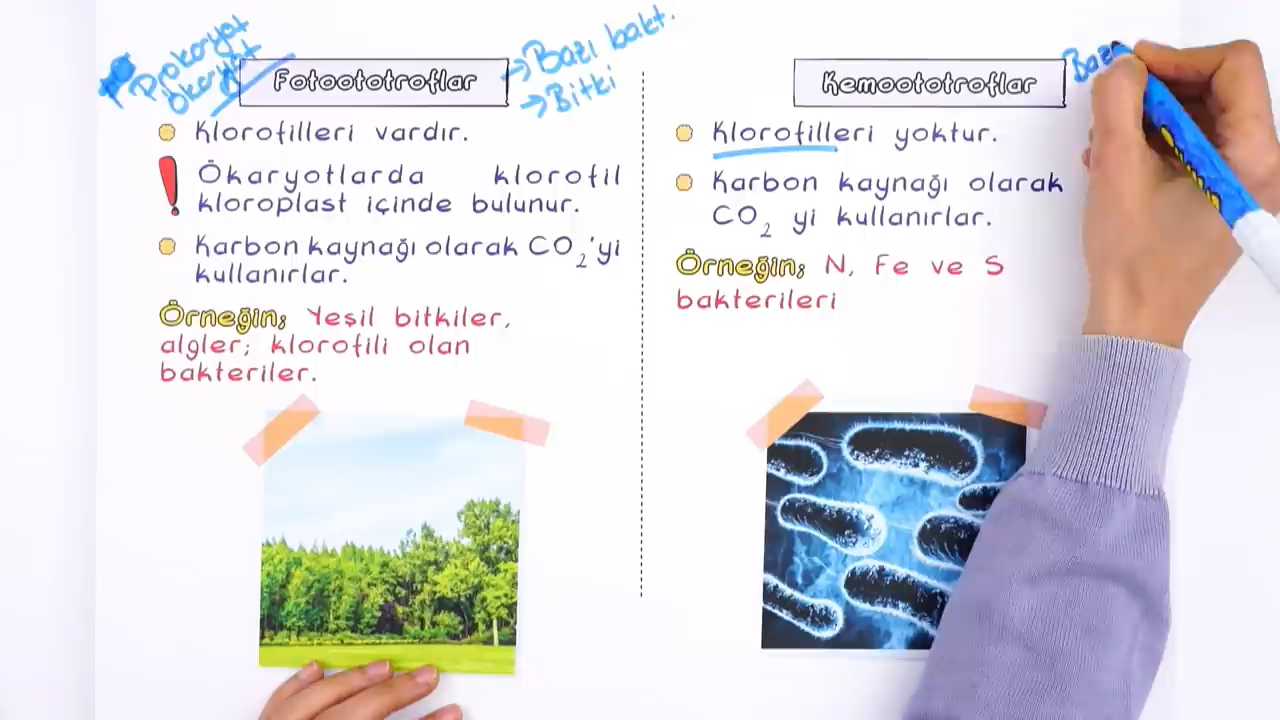 Prokaryot
Ökaryot
Fotoototroflar
→ Bazı bakt.
→ Bitki
Klorofilleri vardır.
Ökaryotlarda klorofil
kloroplast içinde bulunur.
Karbon kaynağı olarak CO₂'yi
kullanırlar.
Örneğin; Yeşil bitkiler,
algler; klorofili olan
bakteriler.
Kemoototroflar
Bazı
Klorofilleri yoktur.
Karbon kaynağı olarak
CO₂ yi kullanırlar.
Örneğin; N, Fe ve S
bakterileri